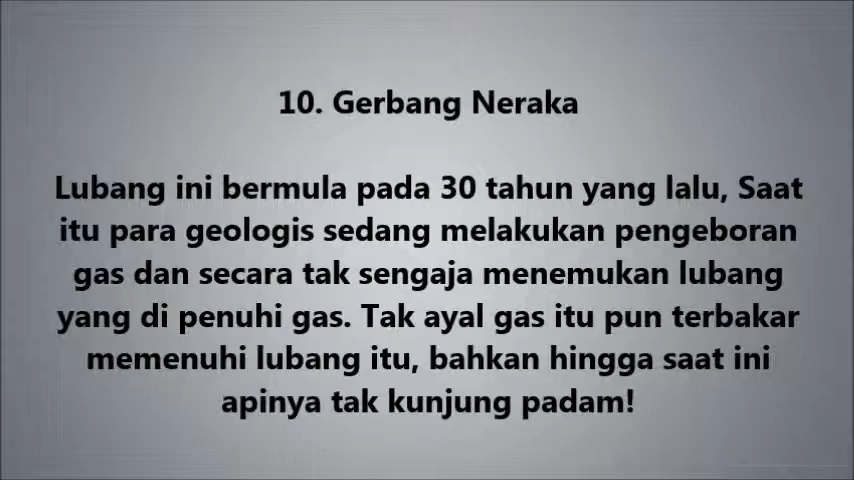 10. Gerbang Neraka
Lubang ini bermula pada 30 tahun yang lalu, Saat
itu para geologis sedang melakukan pengeboran
gas dan secara tak sengaja menemukan lubang
yang di penuhi gas. Tak ayal gas itu pun terbakar
memenuhi lubang itu, bahkan hingga saat ini
apinya tak kunjung padam!